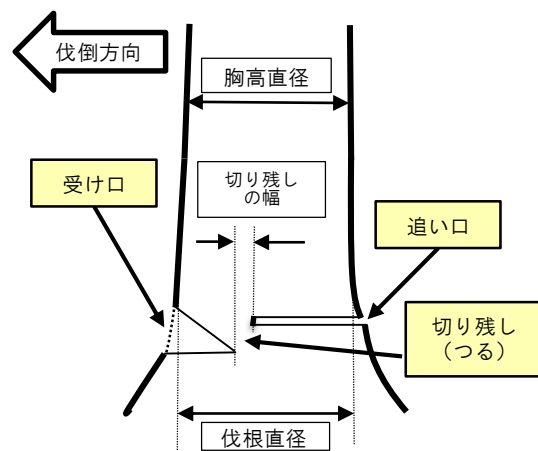 伐倒方向
胸高直径
切り残し
の幅
受け口
追い口
切り残し
（つる）
伐根直径